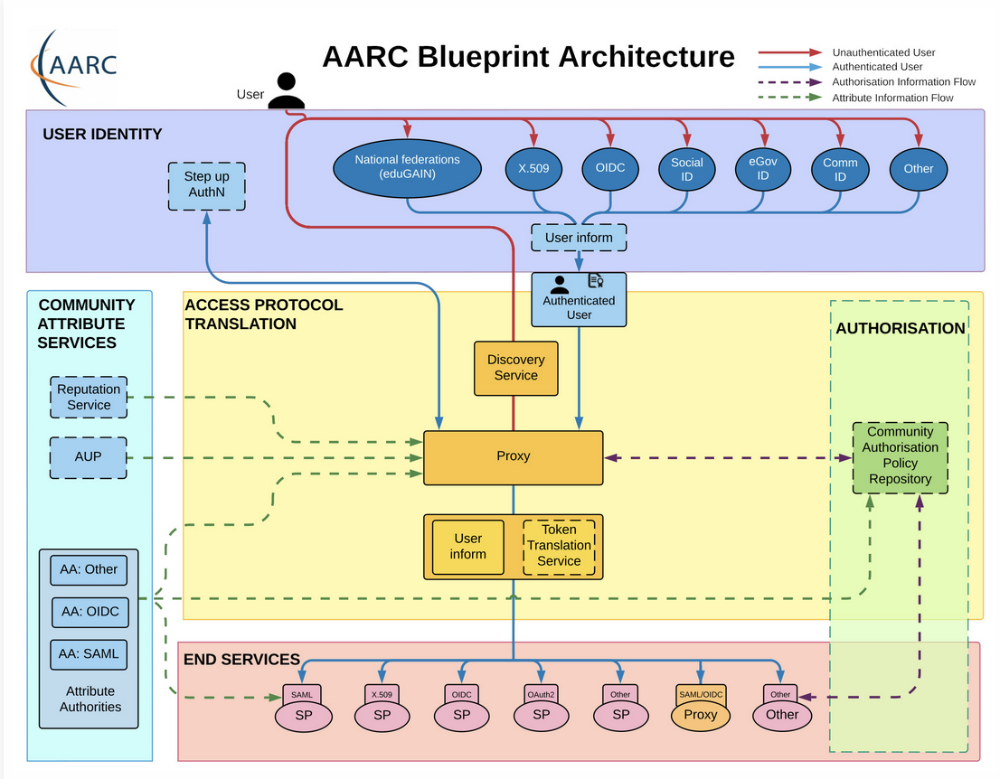 AARC
AARC Blueprint Architecture
Unauthenticated User
Authenticated User
Authorisation Information Flow
Attribute Information Flow
User
USER IDENTITY
Step up
AuthN
National federations
(eduGAIN)
X.509
OIDC
Social
ID
eGov
ID
Comm
ID
Other
User inform
Authenticated
User
COMMUNITY
ATTRIBUTE
SERVICES
Reputation
Service
AUP
AA: Other
AA: OIDC
AA: SAML
Attribute
Authorities
ACCESS PROTOCOL
TRANSLATION
Discovery
Service
Proxy
User
inform
Token
Translation
Service
AUTHORISATION
Community
Authorisation
Policy
Repository
END SERVICES
SAML
SP
X.509
SP
OIDC
SP
OAuth2
SP
Other
SP
SAML/OIDC
Proxy
Other
Other